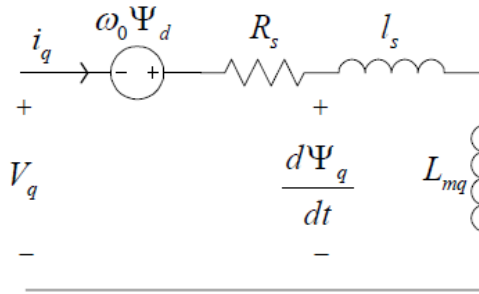 ω₀Ψ_d
i_q
R_s
l_s
− +
+ +
V_q
dΨ_q
dt
L_mq
− −